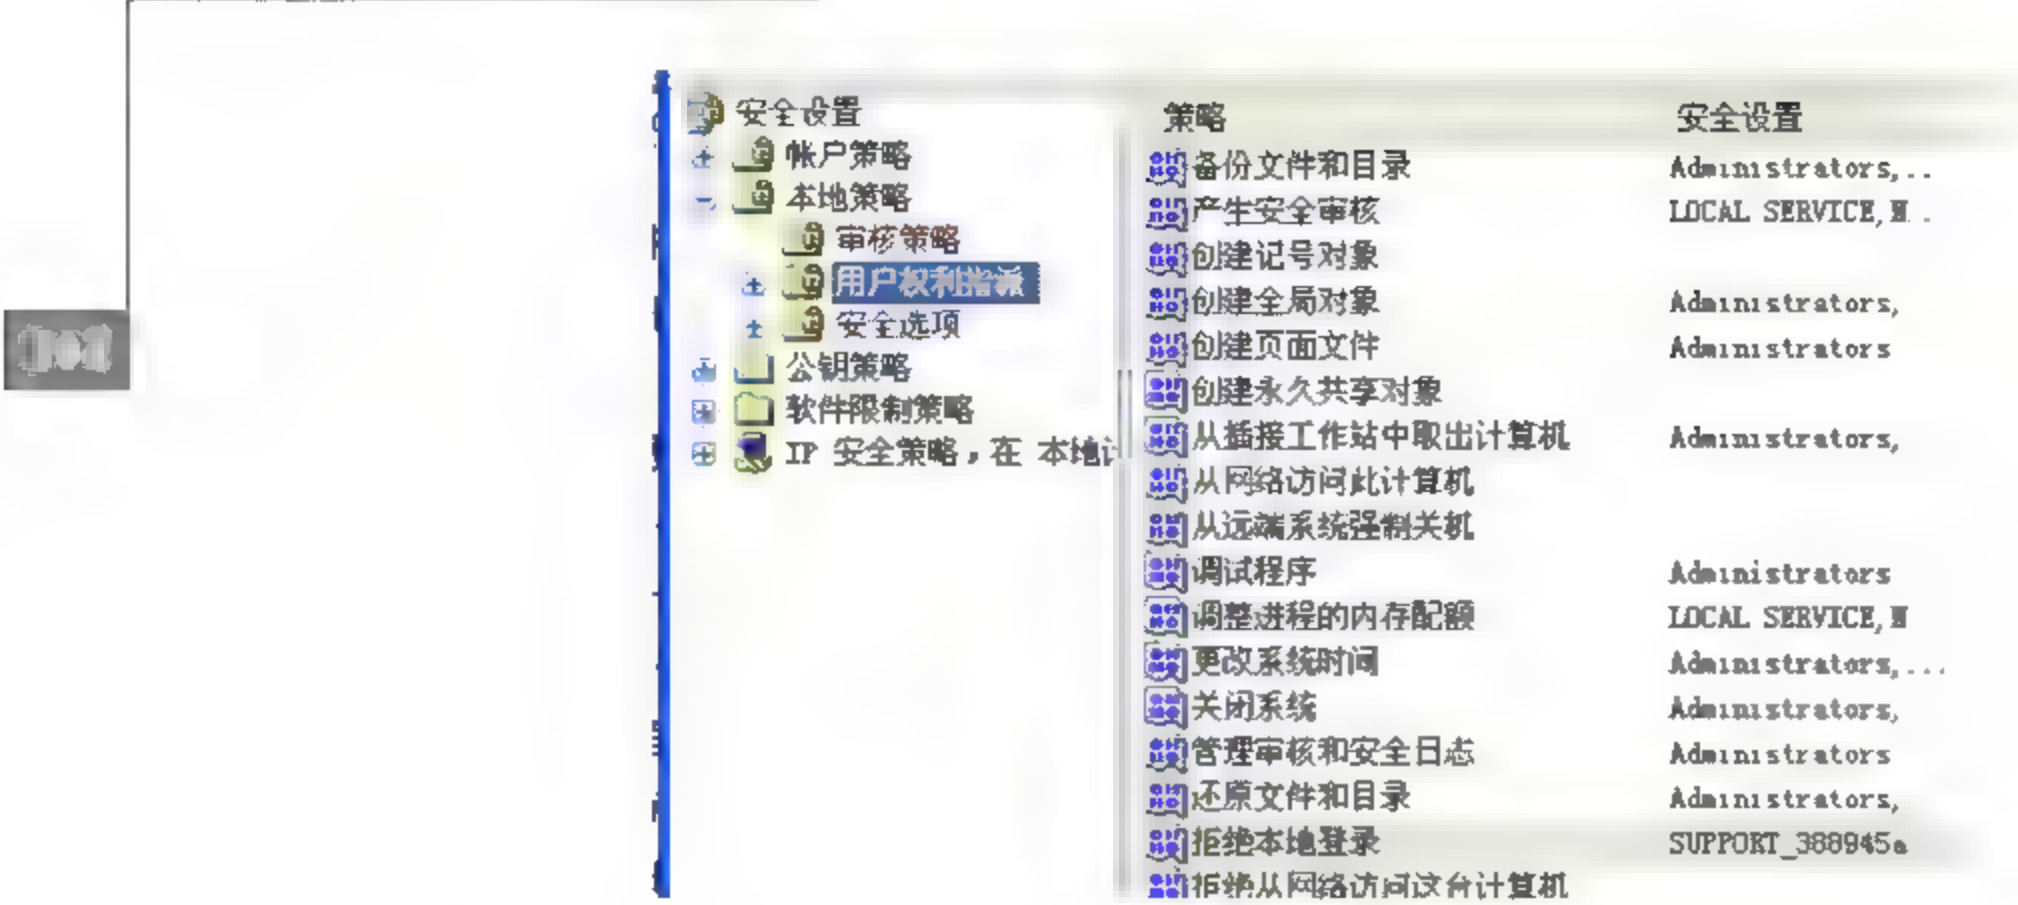 安全设置
帐户策略
本地策略
审核策略
用户权利指派
安全选项
公钥策略
软件限制策略
IP 安全策略，在 本地计
策略 安全设置
备份文件和目录 Administrators,..
产生安全审核 LOCAL SERVICE,N..
创建记号对象
创建全局对象 Administrators,
创建页面文件 Administrators
创建永久共享对象
从插接工作站中取出计算机 Administrators,
从网络访问此计算机
从远端系统强制关机
调试程序 Administrators
调整进程的内存配额 LOCAL SERVICE,N
更改系统时间 Administrators,...
关闭系统 Administrators,
管理审核和安全日志 Administrators
还原文件和目录 Administrators,
拒绝本地登录 SUPPORT_388945a
拒绝从网络访问这台计算机